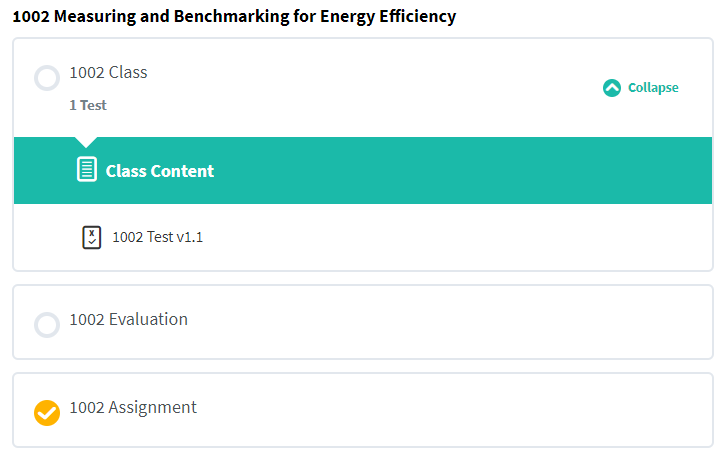 1002 Measuring and Benchmarking for Energy Efficiency
1002 Class
1 Test
Collapse
Class Content
1002 Test v1.1
1002 Evaluation
1002 Assignment